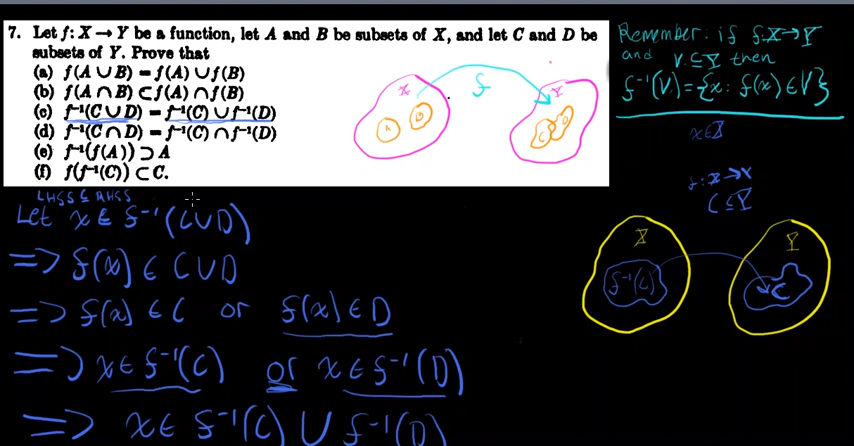 7. Let f: X → Y be a function, let A and B be subsets of X, and let C and D be
subsets of Y. Prove that
(a) f(A ∪ B) = f(A) ∪ f(B)
(b) f(A ∩ B) ⊂ f(A) ∩ f(B)
(c) f⁻¹(C ∪ D) = f⁻¹(C) ∪ f⁻¹(D)
(d) f⁻¹(C ∩ D) = f⁻¹(C) ∩ f⁻¹(D)
(e) f⁻¹(f(A)) ⊃ A
(f) f(f⁻¹(C)) ⊂ C.
X
f
Y
A
B
C
D
Remember: if f: X → Y
and V ⊆ Y then
f⁻¹(V) = {x: f(x) ∈ V}
x ∈ X
f: X → Y
C ⊆ Y
X
Y
f⁻¹(C)
C
LHSS ⊆ RHSS
Let x ∈ f⁻¹(C∪D)
=> f(x) ∈ C∪D
=> f(x) ∈ C or f(x) ∈ D
=> x ∈ f⁻¹(C) or x ∈ f⁻¹(D)
=> x ∈ f⁻¹(C) ∪ f⁻¹(D)